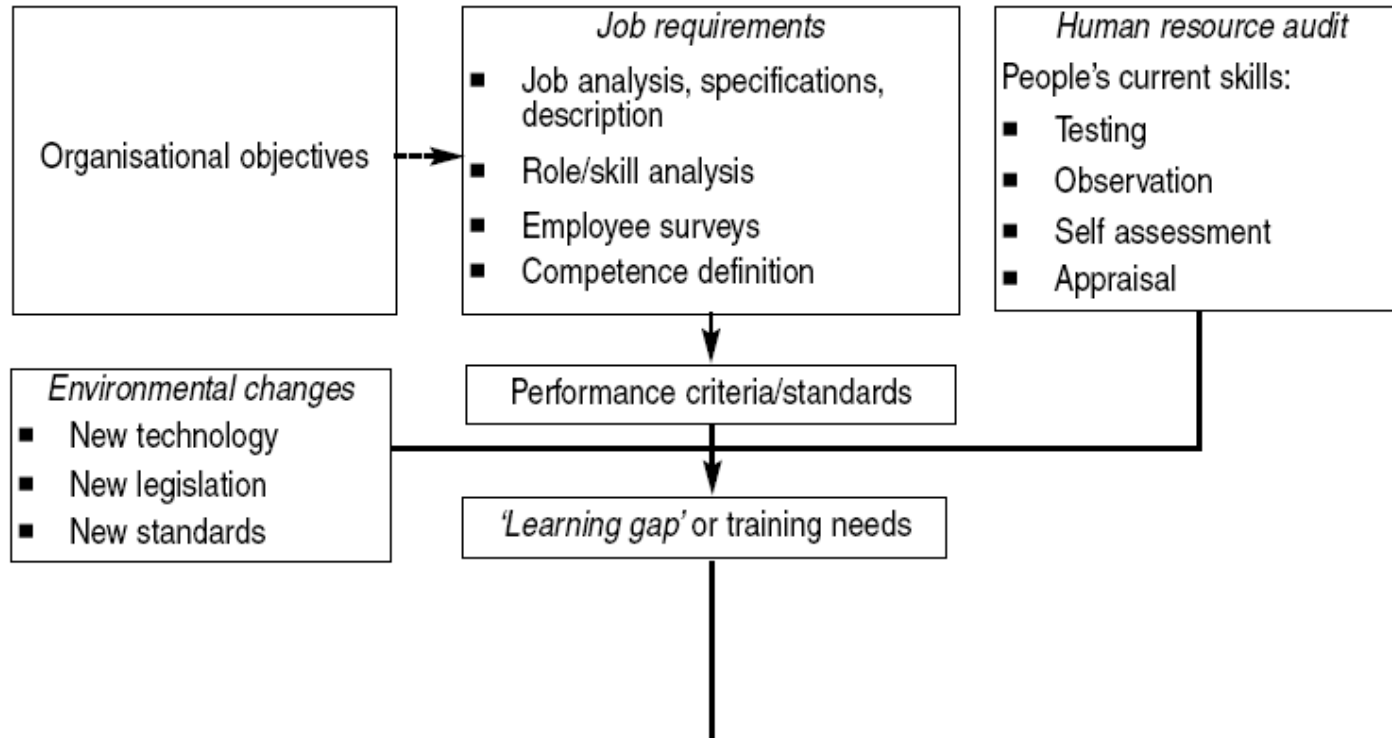 Organisational objectives
Job requirements
■ Job analysis, specifications,
description
■ Role/skill analysis
■ Employee surveys
■ Competence definition
Human resource audit
People's current skills:
■ Testing
■ Observation
■ Self assessment
■ Appraisal
Environmental changes
■ New technology
■ New legislation
■ New standards
Performance criteria/standards
'Learning gap' or training needs